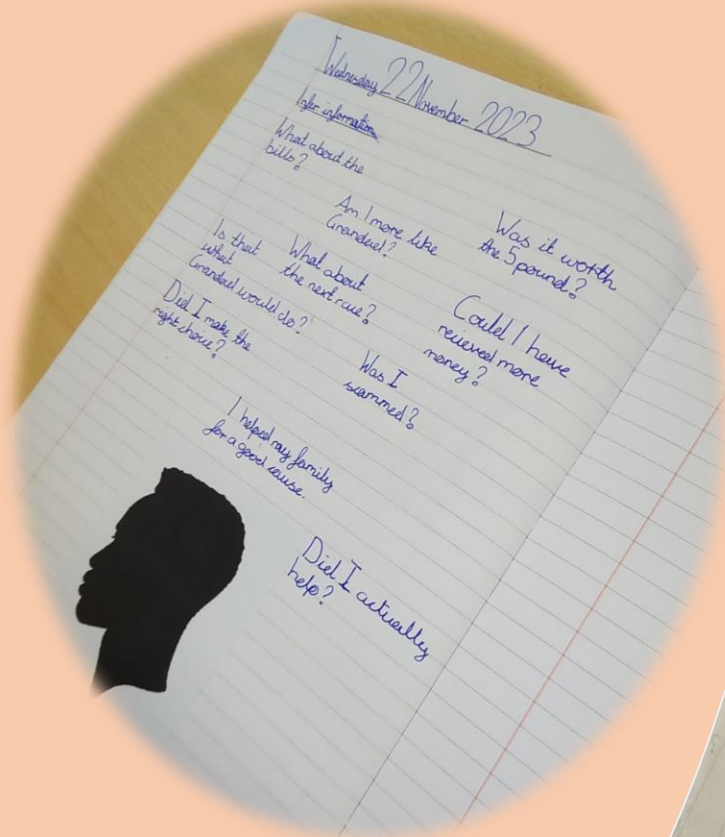 Wednesday 22 November 2023
Infer information
What about the
bills?
Am I more like
Grandad?
Was it worth
the 5 pound?
Is that
what
Grandad would do?
What about
the next race?
Could I have
recieved more
money?
Did I make the
right choice?
Was I
scammed?
I helped my family
for a good cause.
Did I actually
help?